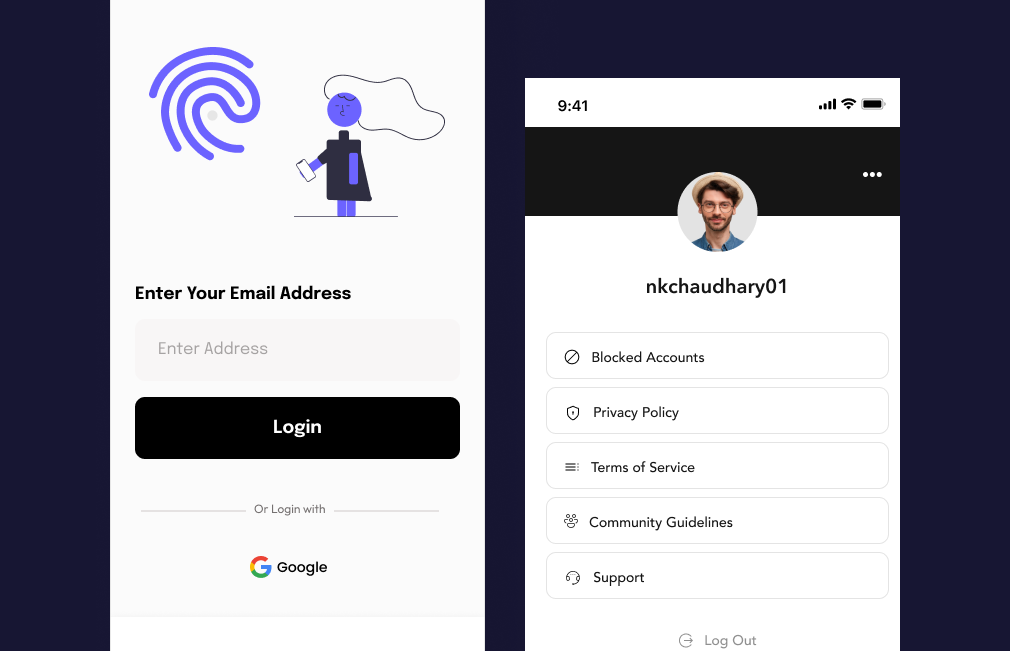 Enter Your Email Address
Enter Address
Login
Or Login with
Google
9:41
nkchaudhary01
Blocked Accounts
Privacy Policy
Terms of Service
Community Guidelines
Support
Log Out